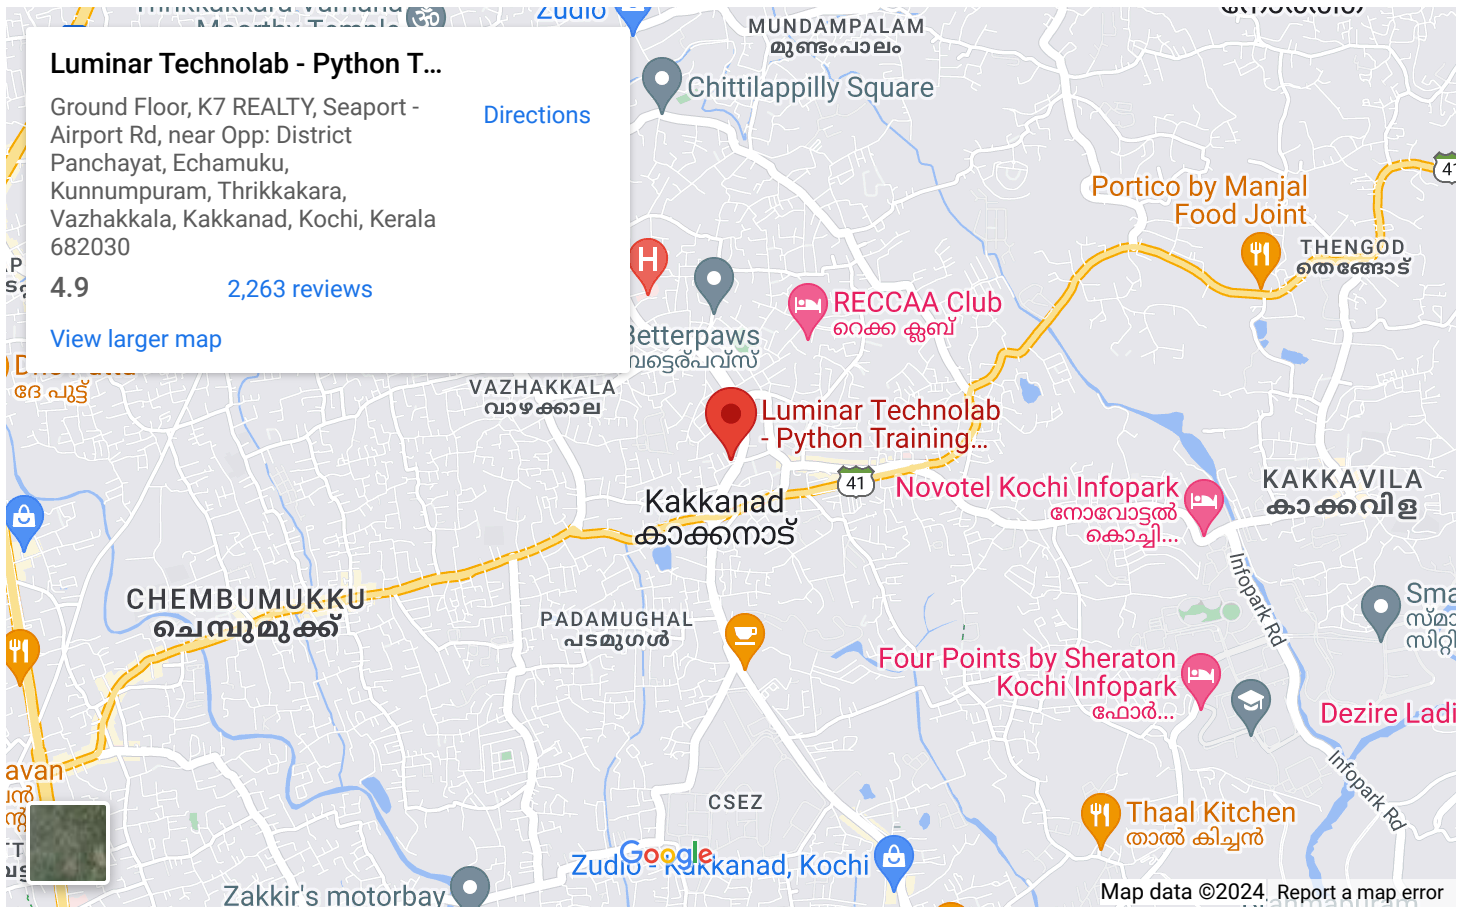 Zudio
MUNDAMPALAM
മുണ്ടംപാലം
Luminar Technolab - Python T...
Ground Floor, K7 REALTY, Seaport -
Airport Rd, near Opp: District
Panchayat, Echamuku,
Kunnumpuram, Thrikkakara,
Vazhakkala, Kakkanad, Kochi, Kerala
682030
Directions
4.9
2,263 reviews
View larger map
Chittilappilly Square
Portico by Manjal
Food Joint
41
THENGOD
തെങ്ങോട്
H
RECCAA Club
റെക്ക ക്ലബ്
Betterpaws
ദേ പുട്ട്
VAZHAKKALA
വാഴക്കാല
Luminar Technolab
- Python Training...
41
Kakkanad
കാക്കനാട്
Novotel Kochi Infopark
നോവോട്ടൽ
കൊച്ചി...
KAKKAVILA
കാക്കവിള
Infopark Rd
CHEMBUMUKKU
ചെമ്പുമുക്ക്
PADAMUGHAL
പടമുഗൾ
Four Points by Sheraton
Kochi Infopark
ഫോർ...
Dezire Ladi
Infopark Rd
CSEZ
Thaal Kitchen
താൽ കിച്ചൻ
Google
Zudio - Kakkanad, Kochi
Zakkir's motorbay
Map data ©2024
Report a map error